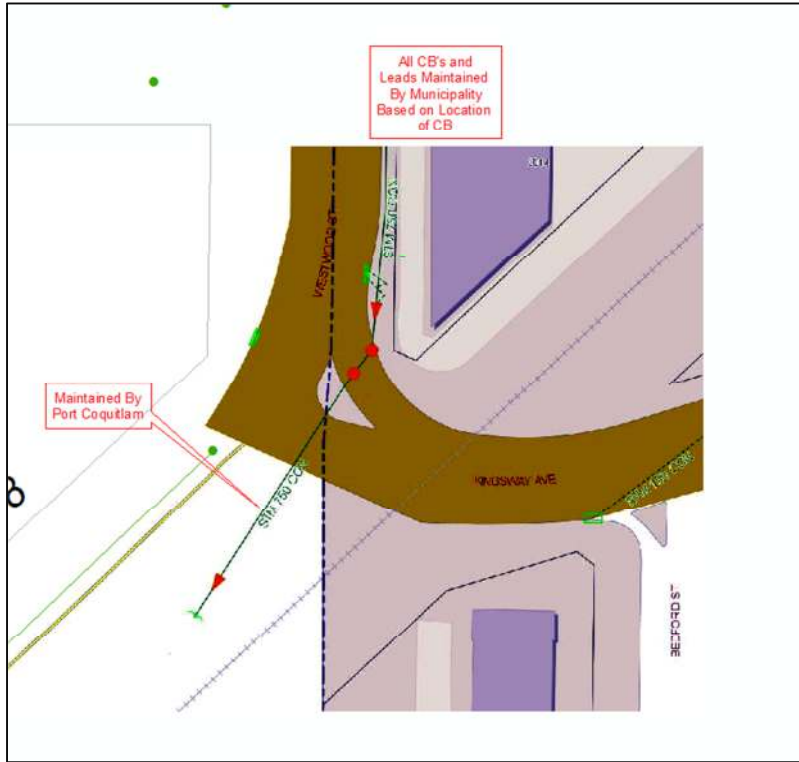 All CB's and
Leads Maintained
By Municipality
Based on Location
of CB
WESTWOOD ST
Maintained By
Port Coquitlam
8
STM 750 CON
KINGSWAY AVE
BEDFORD ST